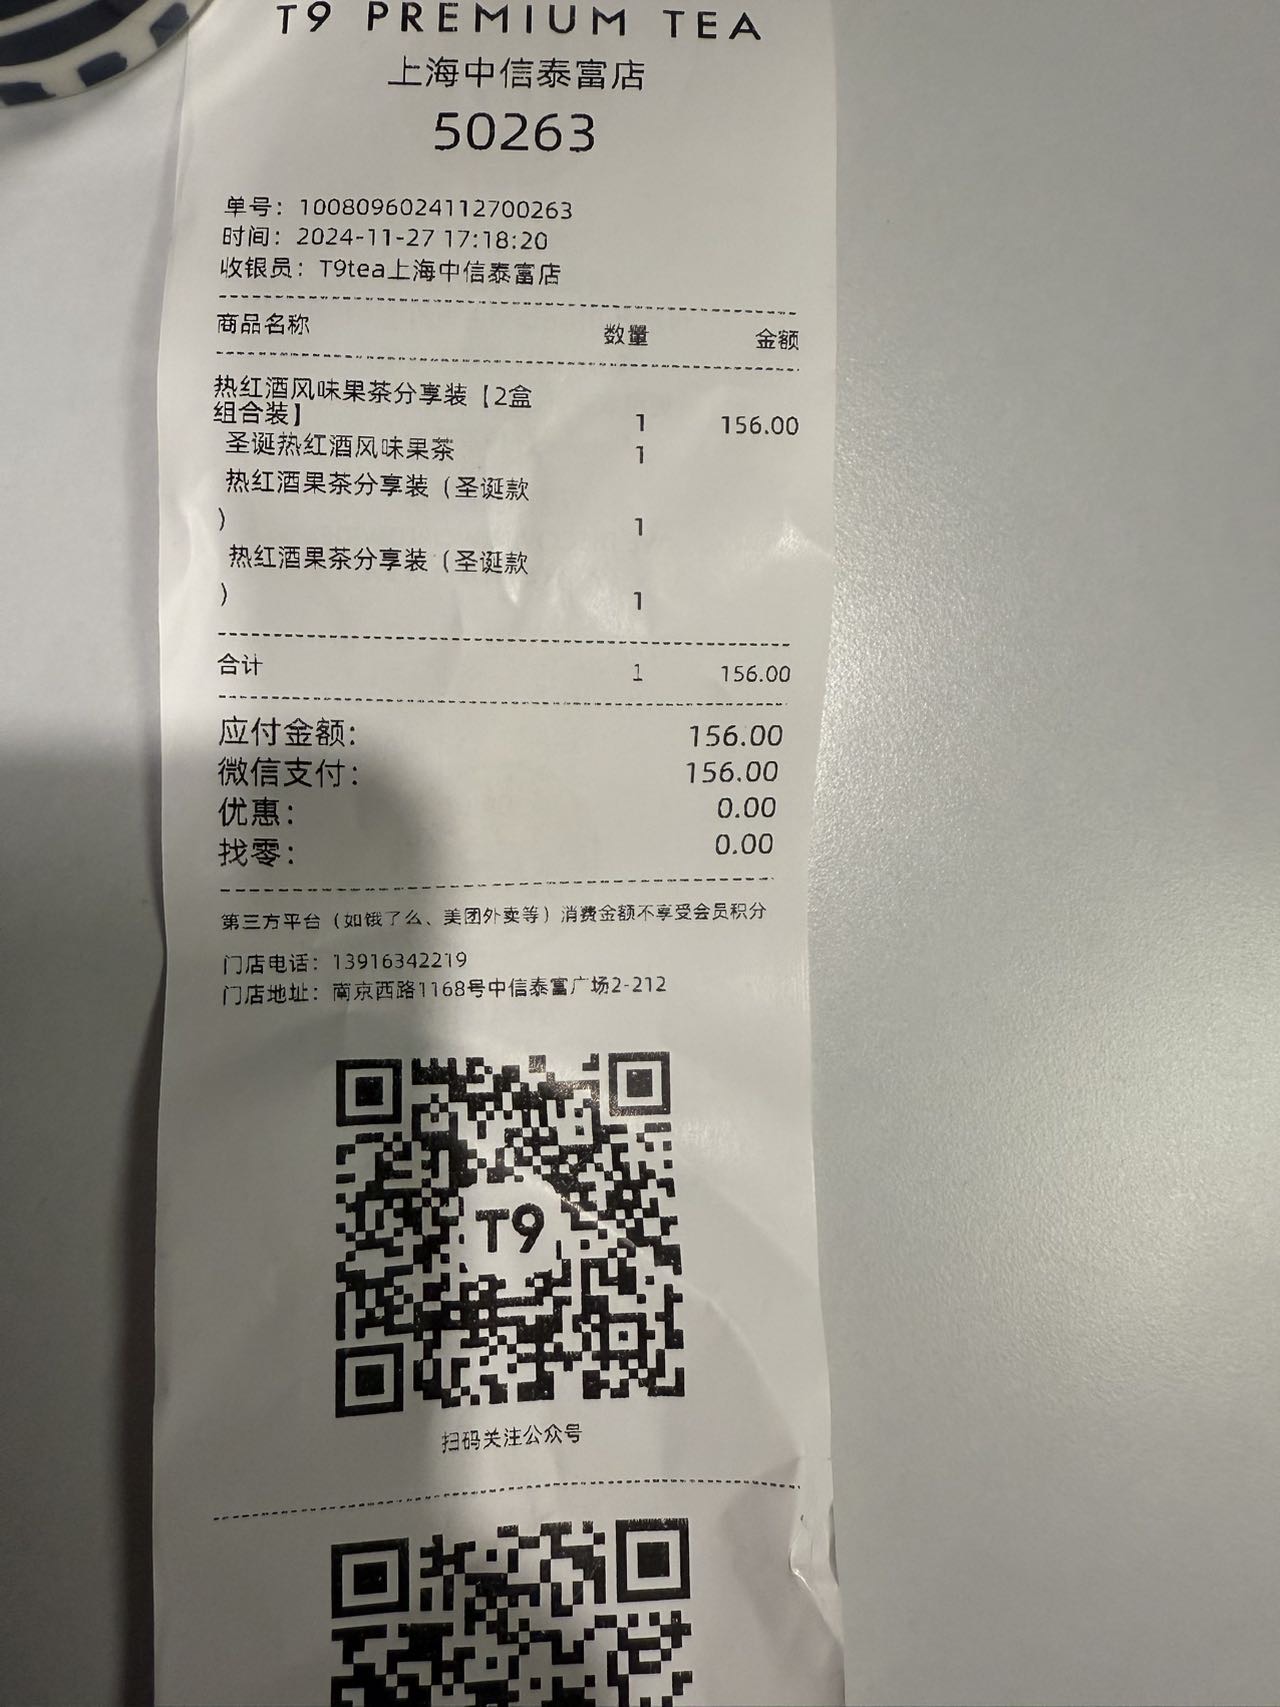 T9 PREMIUM TEA
上海中信泰富店
50263
单号：1008096024112700263
时间：2024-11-27 17:18:20
收银员：T9tea上海中信泰富店
商品名称 数量 金额
热红酒风味果茶分享装【2盒
组合装】 1 156.00
圣诞热红酒风味果茶 1
热红酒果茶分享装（圣诞款
） 1
热红酒果茶分享装（圣诞款
） 1
合计 1 156.00
应付金额： 156.00
微信支付： 156.00
优惠： 0.00
找零： 0.00
第三方平台（如饿了么、美团外卖等）消费金额不享受会员积分
门店电话：13916342219
门店地址：南京西路1168号中信泰富广场2-212
T9
扫码关注公众号